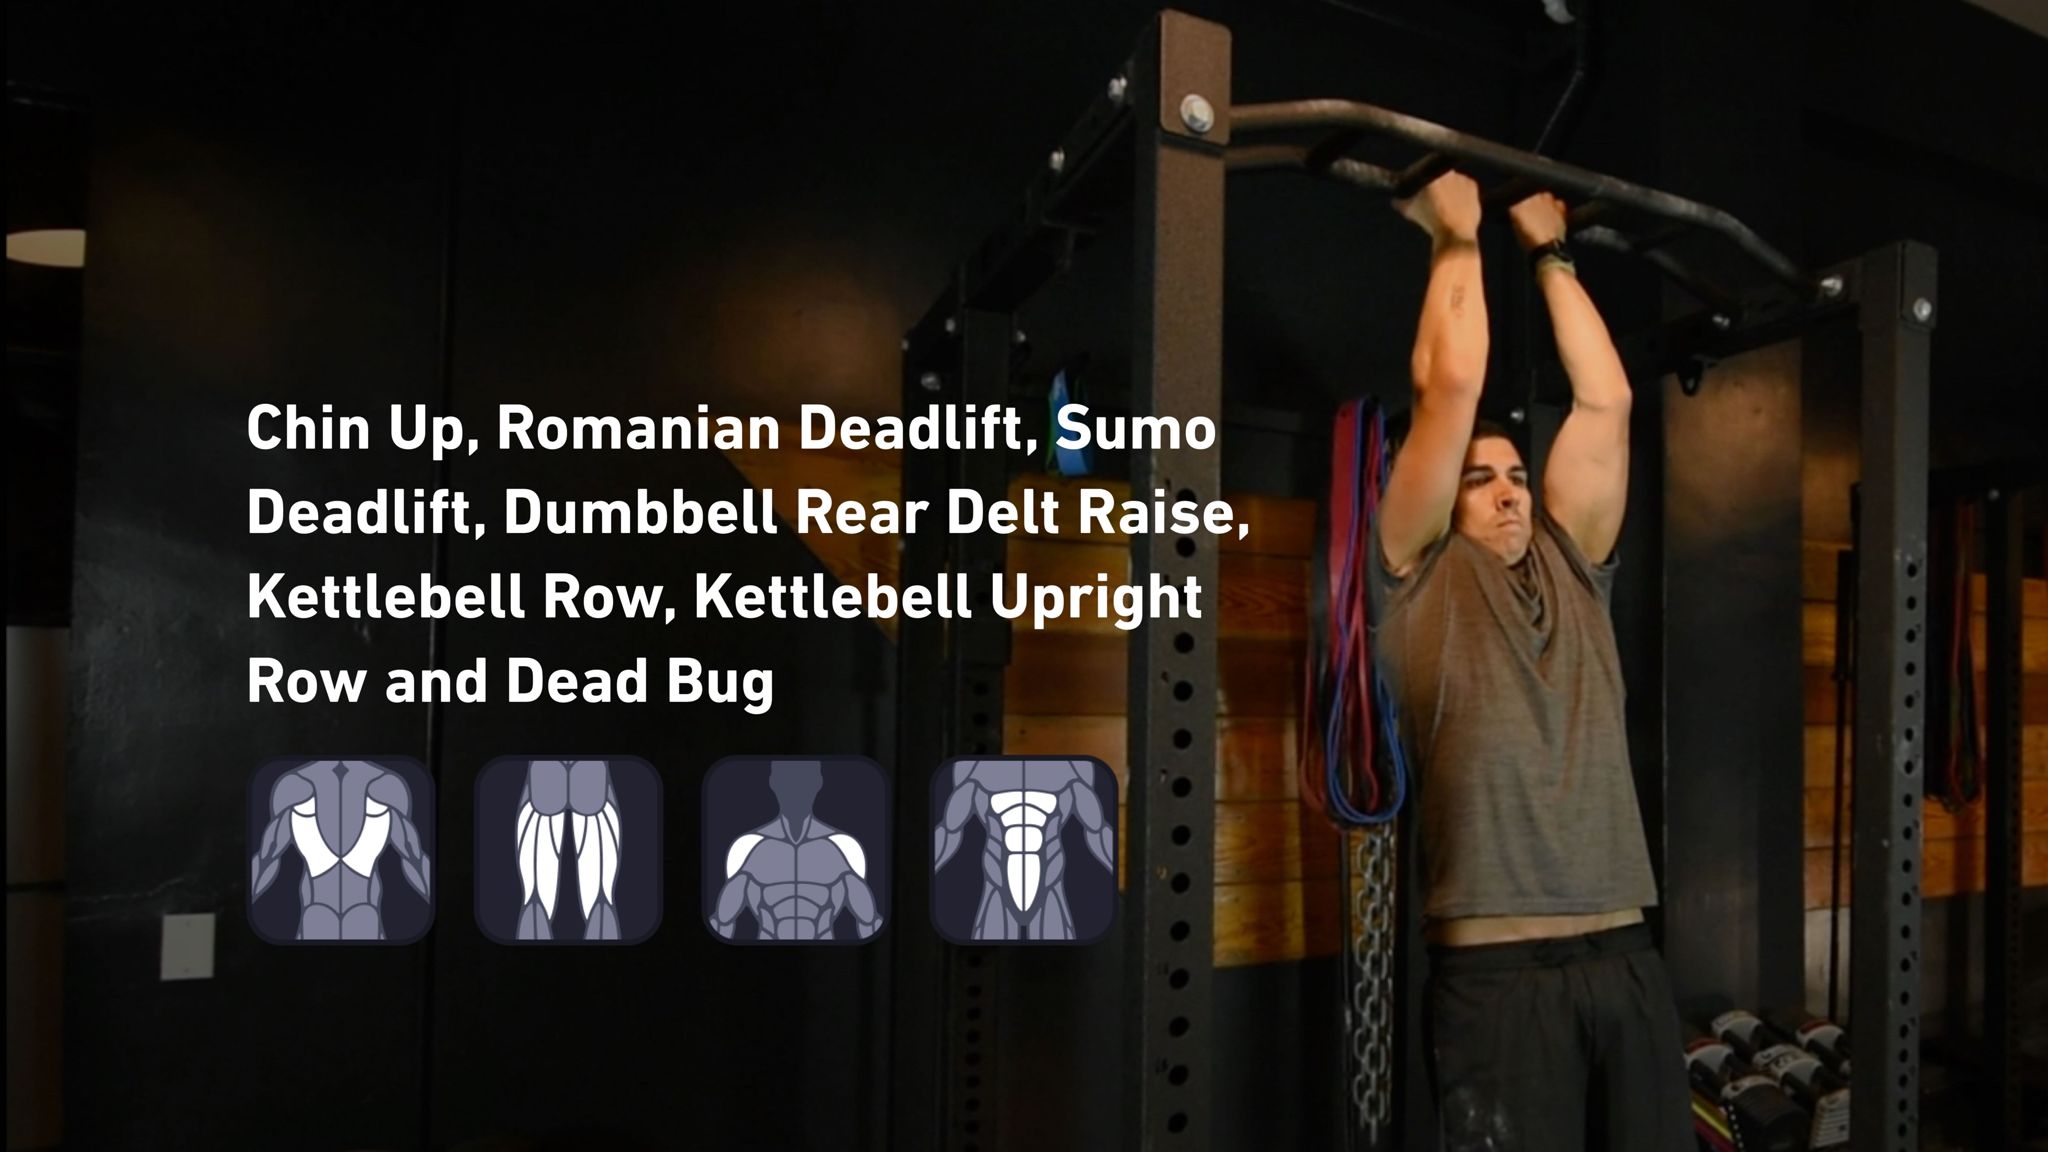 Chin Up, Romanian Deadlift, Sumo
Deadlift, Dumbbell Rear Delt Raise,
Kettlebell Row, Kettlebell Upright
Row and Dead Bug